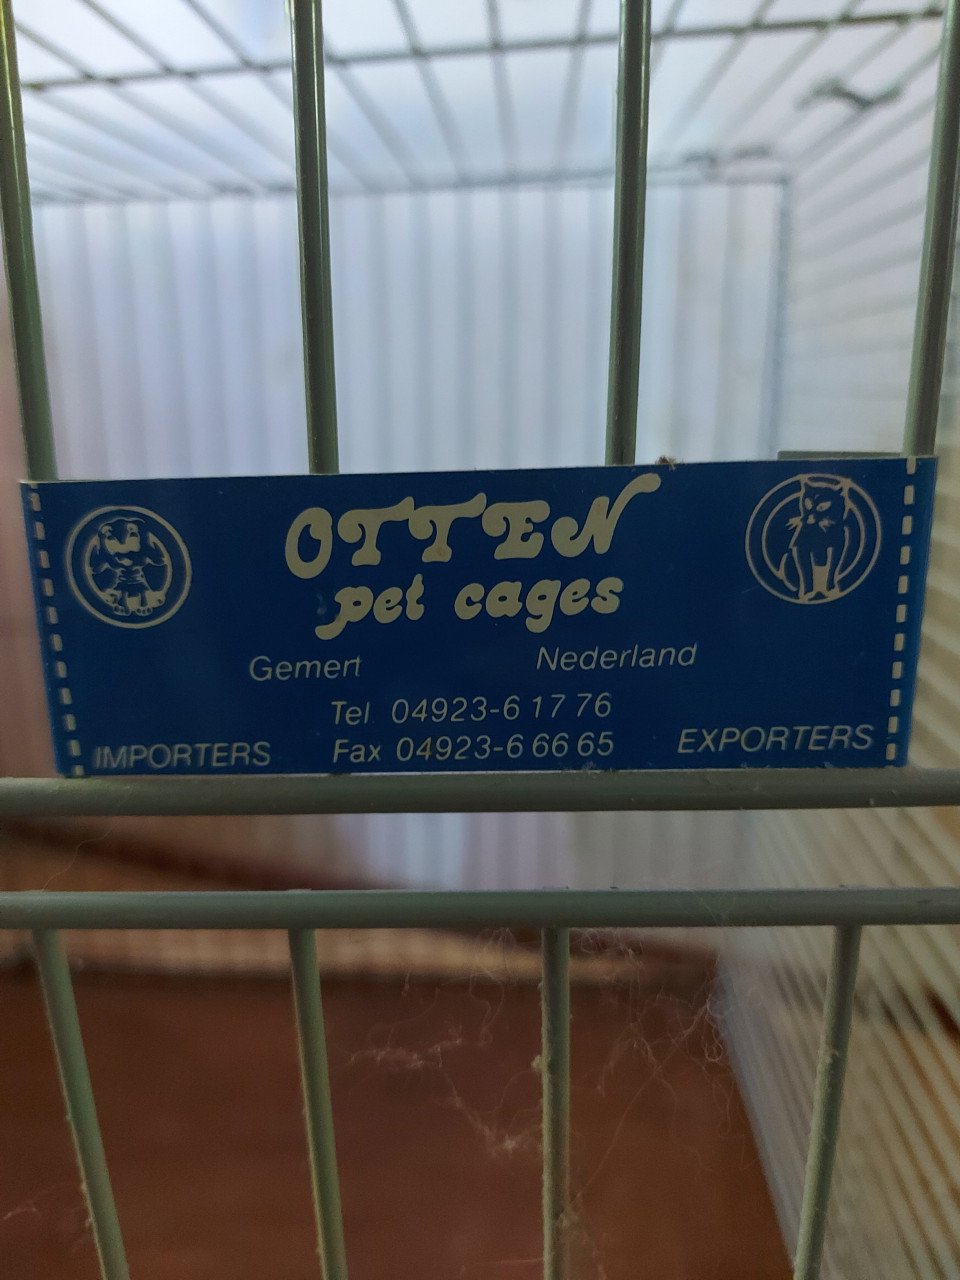 OTTEN
pet cages
Gemert Nederland
Tel 04923-6 17 76
IMPORTERS Fax 04923-6 66 65 EXPORTERS